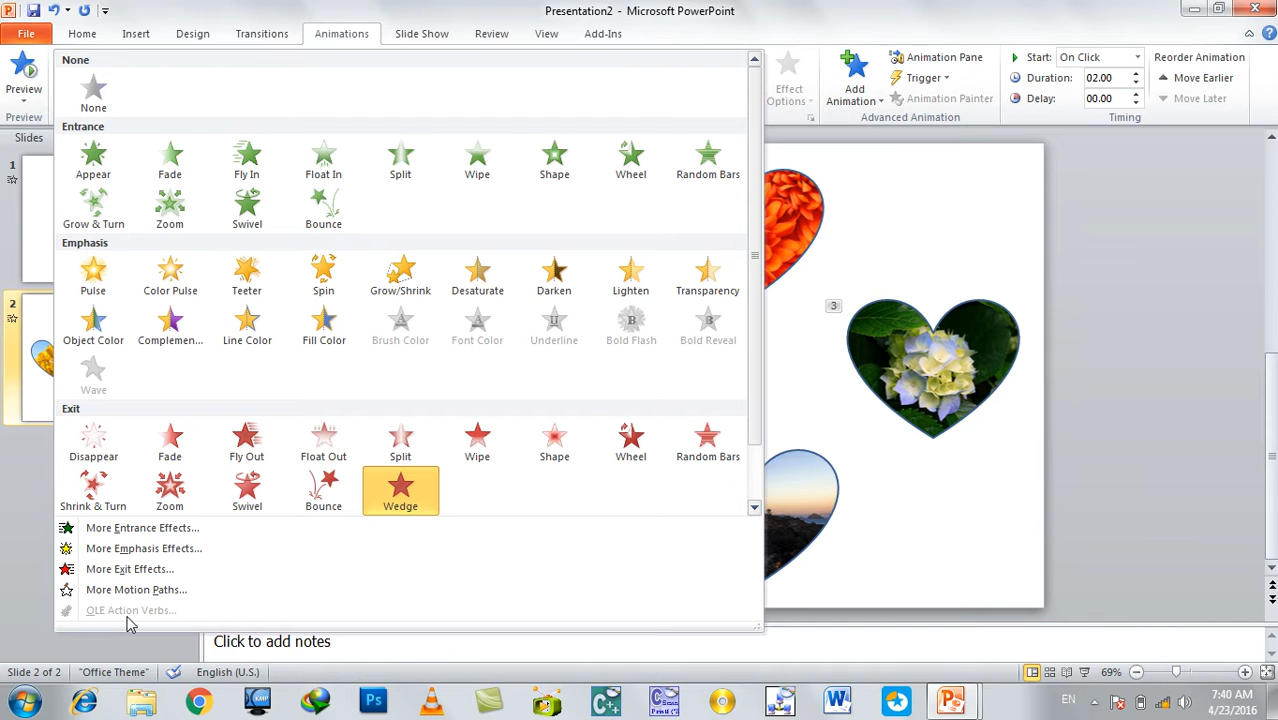 Presentation2 - Microsoft PowerPoint
File Home Insert Design Transitions Animations Slide Show Review View Add-Ins
Preview
Preview
Effect Options
Add Animation
Animation Pane
Trigger
Animation Painter
Advanced Animation
Start: On Click
Duration: 02.00
Delay: 00.00
Timing
Reorder Animation
Move Earlier
Move Later
Slides
1
2
None
None
Entrance
Appear Fade Fly In Float In Split Wipe Shape Wheel Random Bars
Grow & Turn Zoom Swivel Bounce
Emphasis
Pulse Color Pulse Teeter Spin Grow/Shrink Desaturate Darken Lighten Transparency
Object Color Complemen... Line Color Fill Color Brush Color Font Color Underline Bold Flash Bold Reveal
Wave
Exit
Disappear Fade Fly Out Float Out Split Wipe Shape Wheel Random Bars
Shrink & Turn Zoom Swivel Bounce Wedge
More Entrance Effects...
More Emphasis Effects...
More Exit Effects...
More Motion Paths...
OLE Action Verbs...
3
Click to add notes
Slide 2 of 2 "Office Theme" English (U.S.) 69%
EN 7:40 AM
4/23/2016